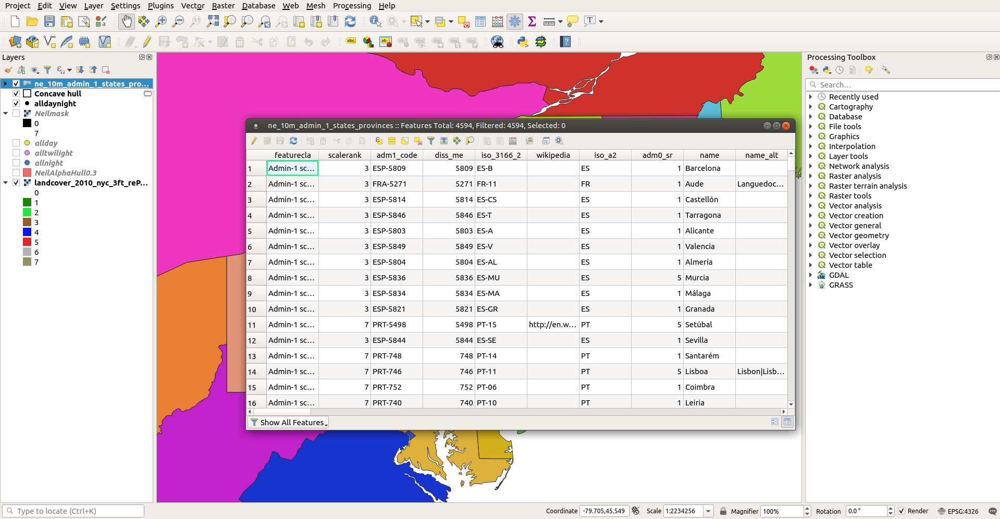 Project Edit View Layer Settings Plugins Vector Raster Database Web Mesh Processing Help
Layers
ne_10m_admin_1_states_pro...
Concave hull
alldaynight
Neilmask
0
7
allday
alltwilight
allnight
NeilAlphaHull0.3
landcover_2010_nyc_3ft_reP...
0
1
2
3
4
5
6
7
ne_10m_admin_1_states_provinces :: Features Total: 4594, Filtered: 4594, Selected: 0
featurecla scalerank adm1_code diss_me iso_3166_2 wikipedia iso_a2 adm0_sr name name_alt
1 Admin-1 sc... 3 ESP-5809 5809 ES-B ES 1 Barcelona
2 Admin-1 sc... 3 FRA-5271 5271 FR-11 FR 1 Aude Languedoc...
3 Admin-1 sc... 3 ESP-5814 5814 ES-CS ES 1 Castellón
4 Admin-1 sc... 3 ESP-5846 5846 ES-T ES 1 Tarragona
5 Admin-1 sc... 3 ESP-5803 5803 ES-A ES 1 Alicante
6 Admin-1 sc... 3 ESP-5849 5849 ES-V ES 1 Valencia
7 Admin-1 sc... 3 ESP-5804 5804 ES-AL ES 1 Almería
8 Admin-1 sc... 3 ESP-5836 5836 ES-MU ES 5 Murcia
9 Admin-1 sc... 3 ESP-5834 5834 ES-MA ES 1 Málaga
10 Admin-1 sc... 3 ESP-5821 5821 ES-GR ES 1 Granada
11 Admin-1 sc... 7 PRT-5498 5498 PT-15 http://en.w... PT 5 Setúbal
12 Admin-1 sc... 3 ESP-5844 5844 ES-SE ES 1 Sevilla
13 Admin-1 sc... 7 PRT-748 748 PT-14 PT 1 Santarém
14 Admin-1 sc... 7 PRT-746 746 PT-11 PT 5 Lisboa Lisbon|Lisb...
15 Admin-1 sc... 7 PRT-752 752 PT-06 PT 1 Coimbra
16 Admin-1 sc... 7 PRT-740 740 PT-10 PT 1 Leiria
Show All Features
Processing Toolbox
Search...
Recently used
Cartography
Database
File tools
Graphics
Interpolation
Layer tools
Network analysis
Raster analysis
Raster terrain analysis
Raster tools
Vector analysis
Vector creation
Vector general
Vector geometry
Vector overlay
Vector selection
Vector table
GDAL
GRASS
Type to locate (Ctrl+K)
Coordinate -79.705,45.549 Scale 1:2234256 Magnifier 100% Rotation 0.0 ° Render EPSG:4326